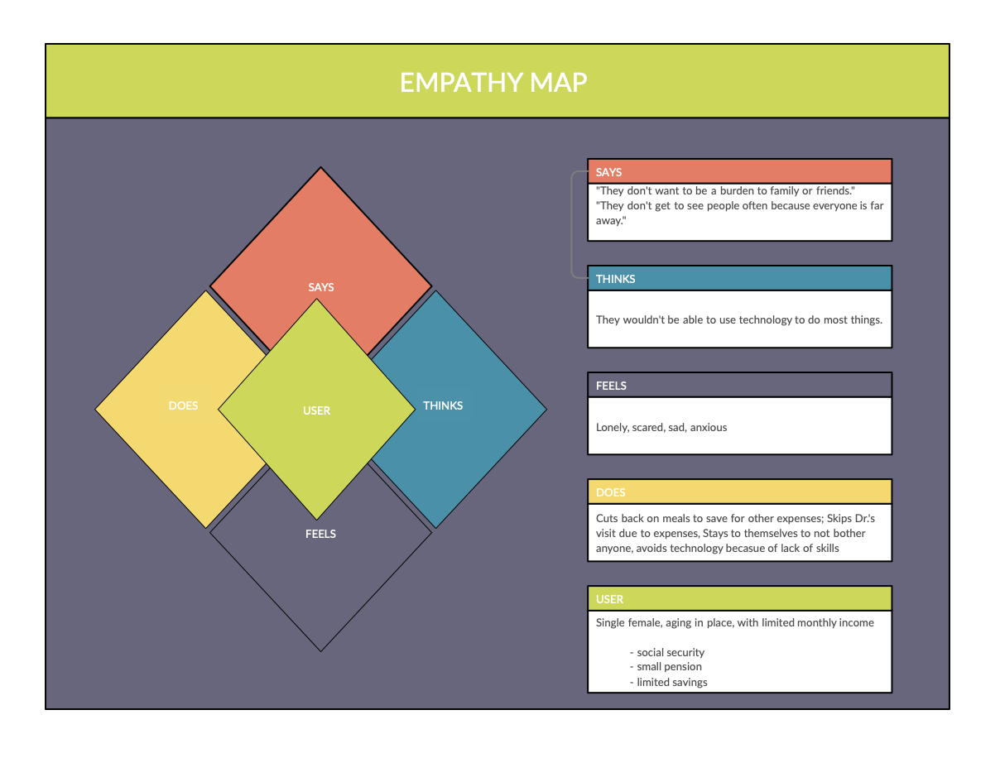 EMPATHY MAP
SAYS
DOES
USER
THINKS
FEELS
SAYS
"They don't want to be a burden to family or friends."
"They don't get to see people often because everyone is far
away."
THINKS
They wouldn't be able to use technology to do most things.
FEELS
Lonely, scared, sad, anxious
DOES
Cuts back on meals to save for other expenses; Skips Dr.'s
visit due to expenses, Stays to themselves to not bother
anyone, avoids technology becasue of lack of skills
USER
Single female, aging in place, with limited monthly income
- social security
- small pension
- limited savings